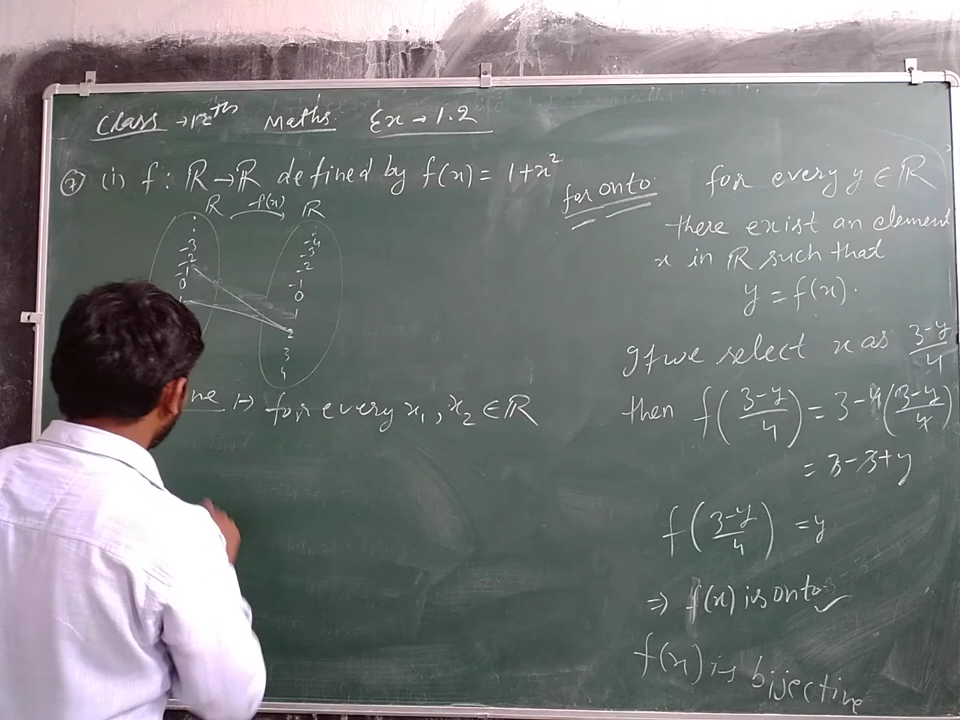 Class → 12th Maths Ex → 1.2
⑦ (i) f : R → R defined by f(x) = 1+x²
R f(x) R
-3
-2
-1
0
1
-4
-3
-2
-1
0
1
2
3
4
ne :→ for every x₁, x₂ ∈ R
for onto
for every y ∈ R
there exist an element
x in R such that
y = f(x).
If we select x as 3-y/4
then f(3-y/4) = 3-4(3-y/4)
= 3-3+y
f(3-y/4) = y
⇒ f(x) is onto ✓
f(x) is bijective